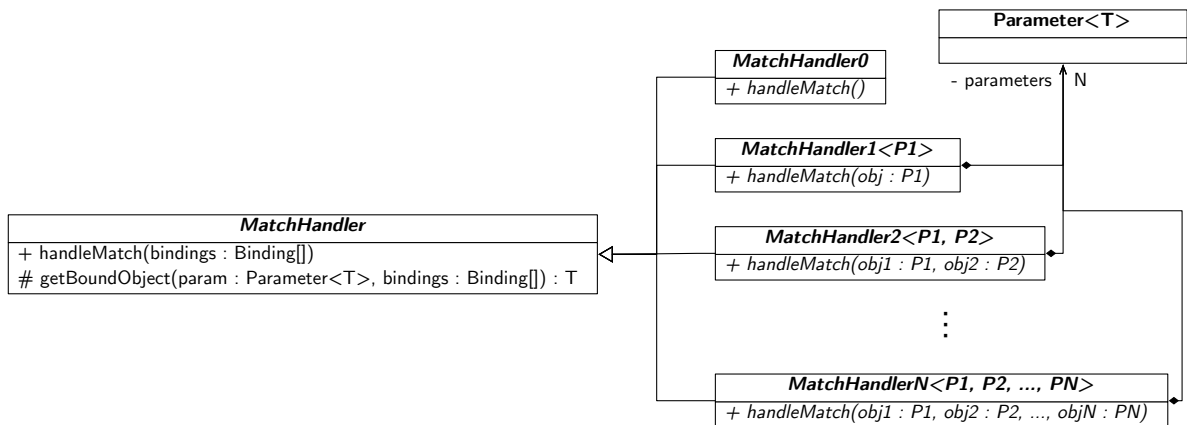 Parameter<T>
- parameters N
MatchHandler0
+ handleMatch()
MatchHandler1<P1>
+ handleMatch(obj : P1)
MatchHandler
+ handleMatch(bindings : Binding[])
# getBoundObject(param : Parameter<T>, bindings : Binding[]) : T
MatchHandler2<P1, P2>
+ handleMatch(obj1 : P1, obj2 : P2)
⋮
MatchHandlerN<P1, P2, ..., PN>
+ handleMatch(obj1 : P1, obj2 : P2, ..., objN : PN)